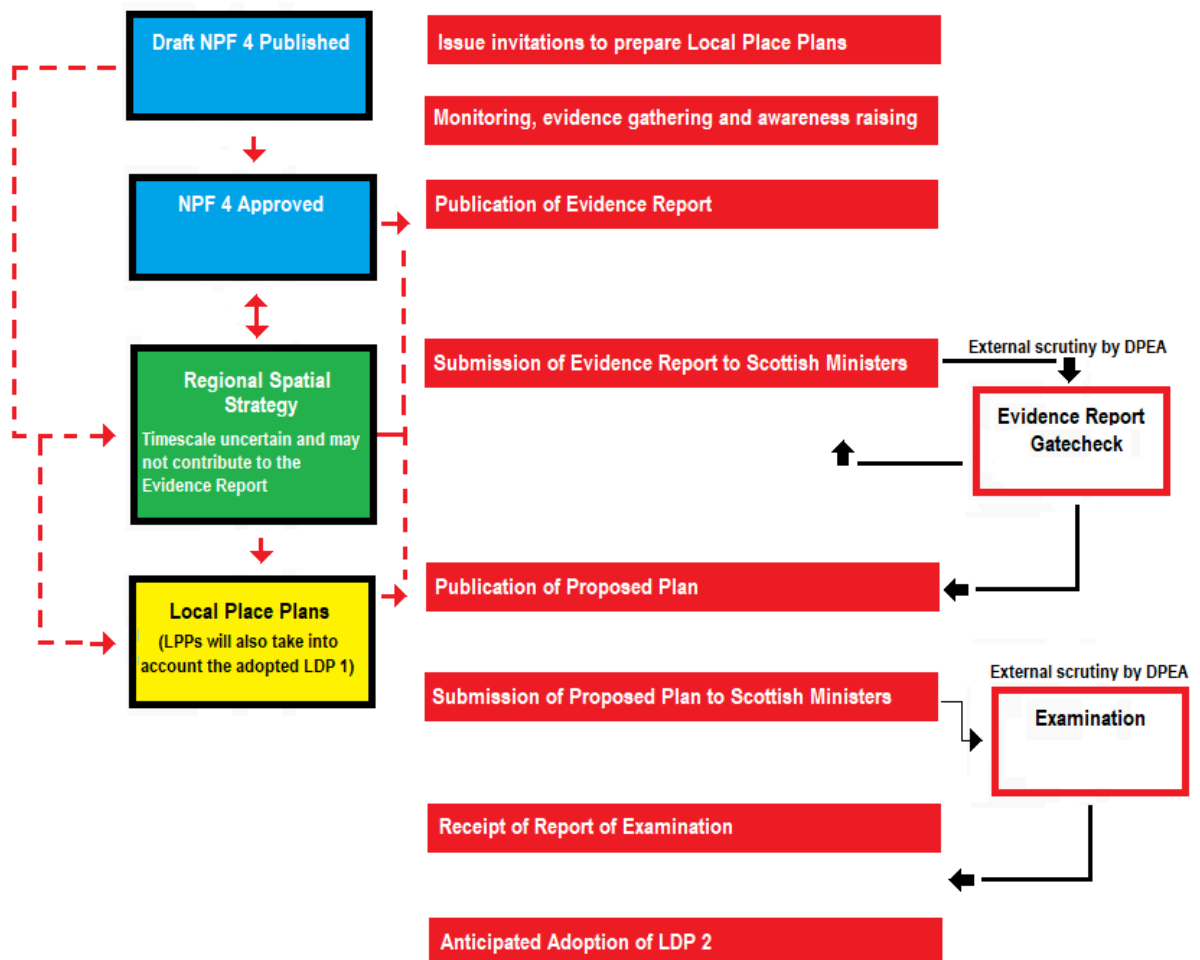 Draft NPF 4 Published
Issue invitations to prepare Local Place Plans
Monitoring, evidence gathering and awareness raising
NPF 4 Approved
Publication of Evidence Report
Regional Spatial
Strategy
Timescale uncertain and may
not contribute to the
Evidence Report
Submission of Evidence Report to Scottish Ministers
External scrutiny by DPEA
Evidence Report
Gatecheck
Local Place Plans
(LPPs will also take into
account the adopted LDP 1)
Publication of Proposed Plan
Submission of Proposed Plan to Scottish Ministers
External scrutiny by DPEA
Examination
Receipt of Report of Examination
Anticipated Adoption of LDP 2